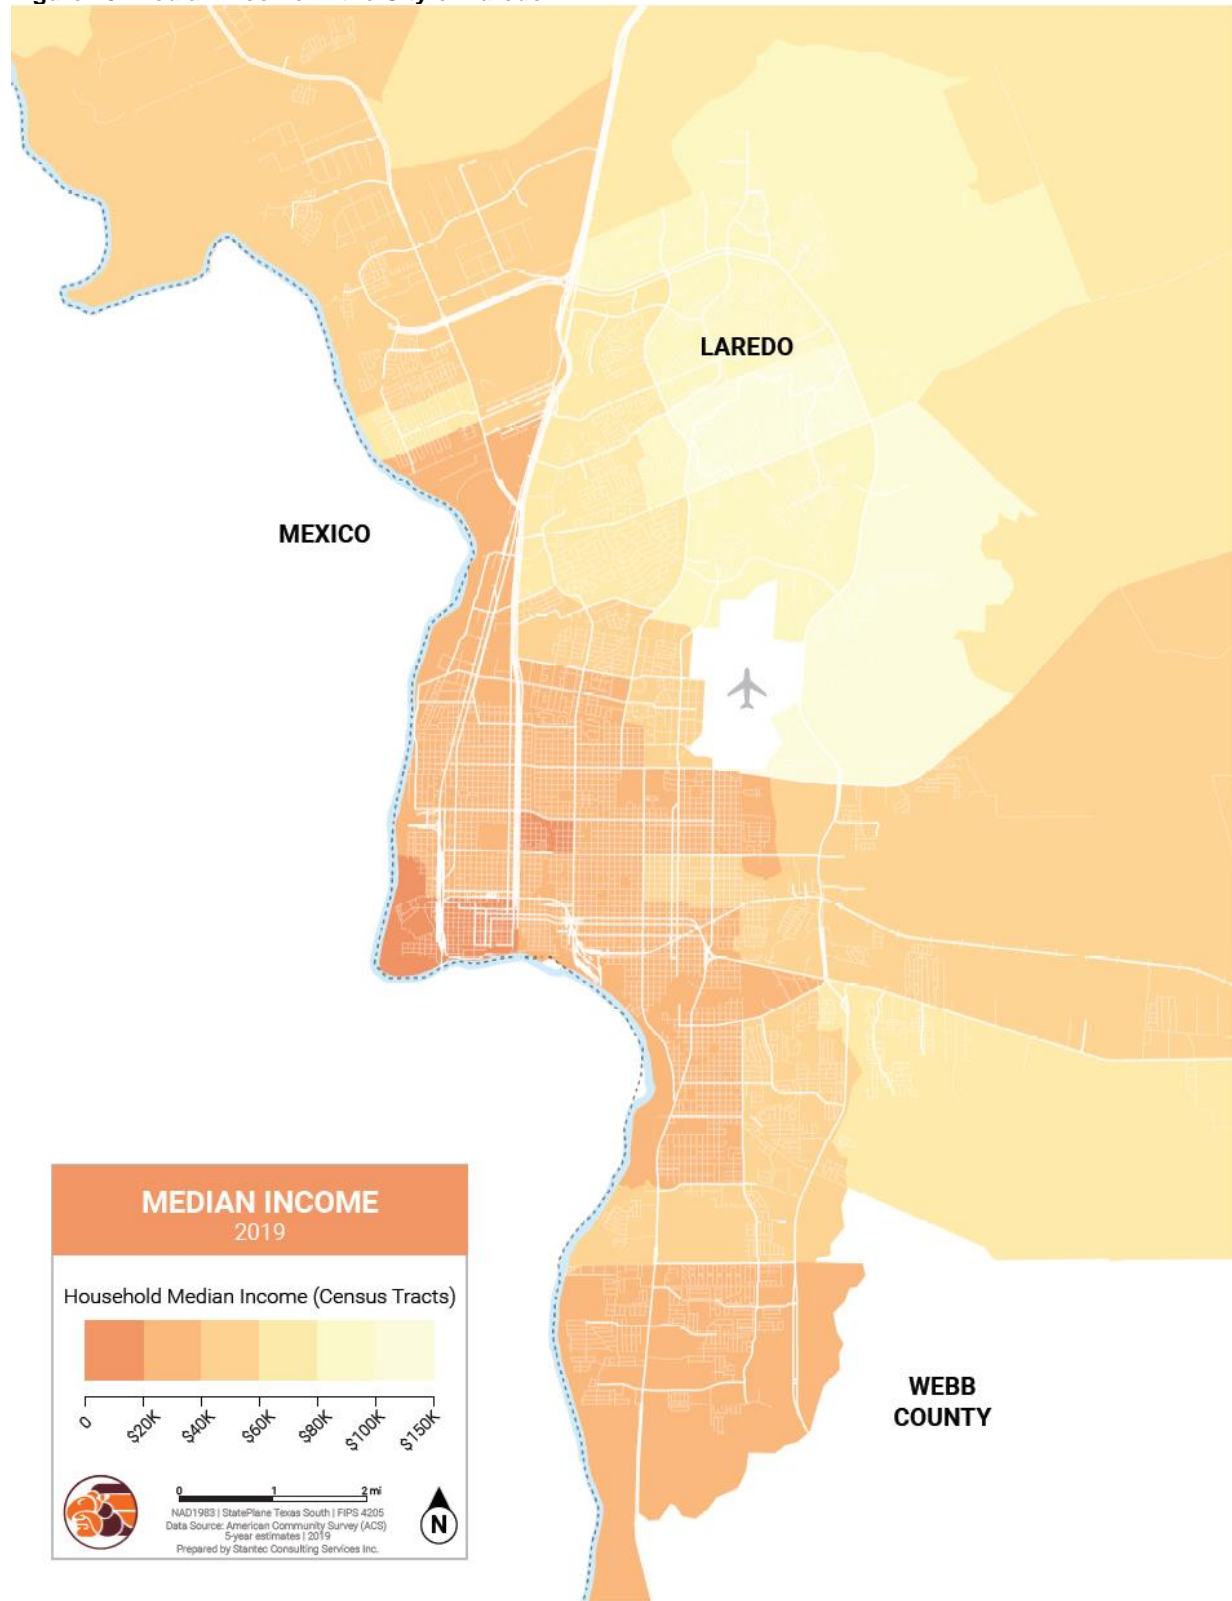 LAREDO
MEXICO
MEDIAN INCOME
2019
Household Median Income (Census Tracts)
0 $20K $40K $60K $80K $100K $150K
0 1 2 mi
NAD1983 | StatePlane Texas South | FIPS 4205
Data Source: American Community Survey (ACS)
5-year estimates | 2019
Prepared by Stantec Consulting Services Inc.
N
WEBB
COUNTY